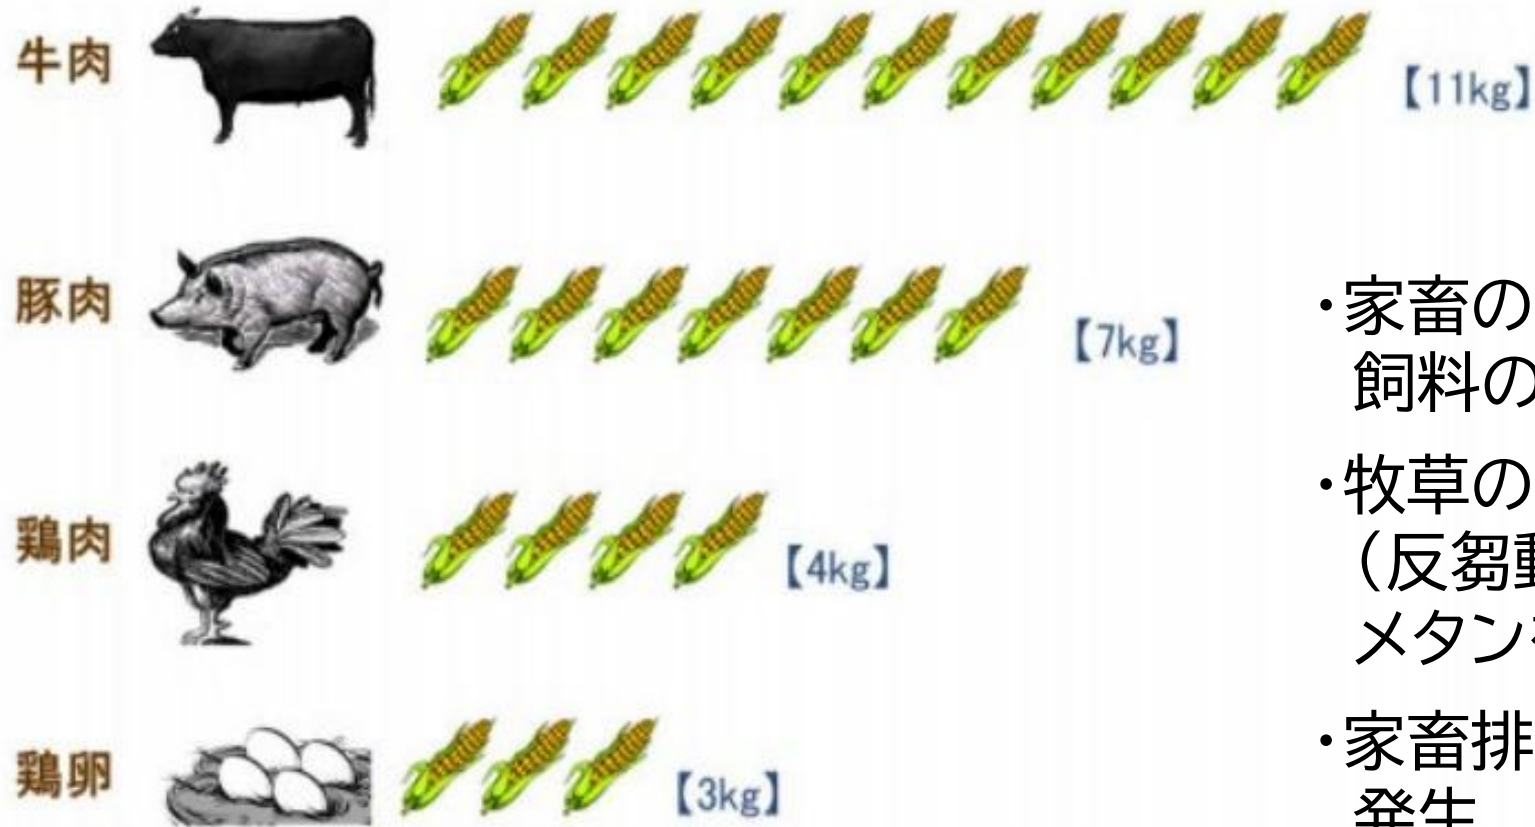 牛肉
【11kg】
豚肉
【7kg】
鶏肉
【4kg】
鶏卵
【3kg】
・家畜の
飼料の
・牧草の
（反芻
メタン
・家畜排
発生